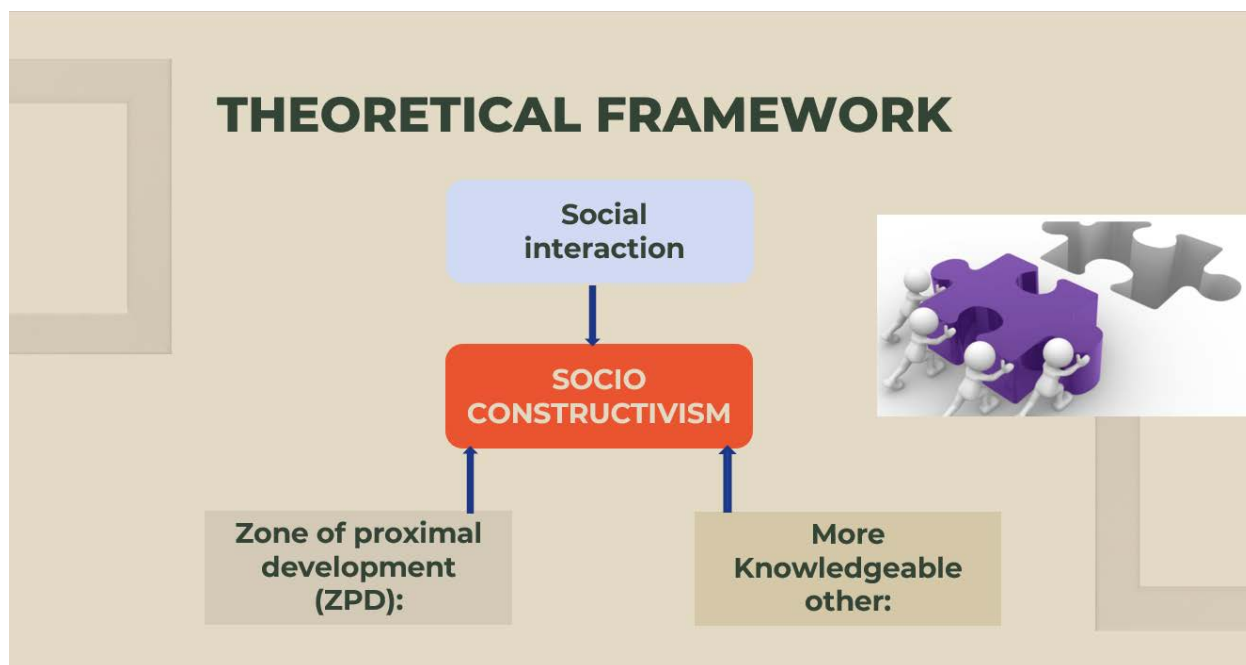 THEORETICAL FRAMEWORK
Social
interaction
SOCIO
CONSTRUCTIVISM
Zone of proximal
development
(ZPD):
More
Knowledgeable
other: